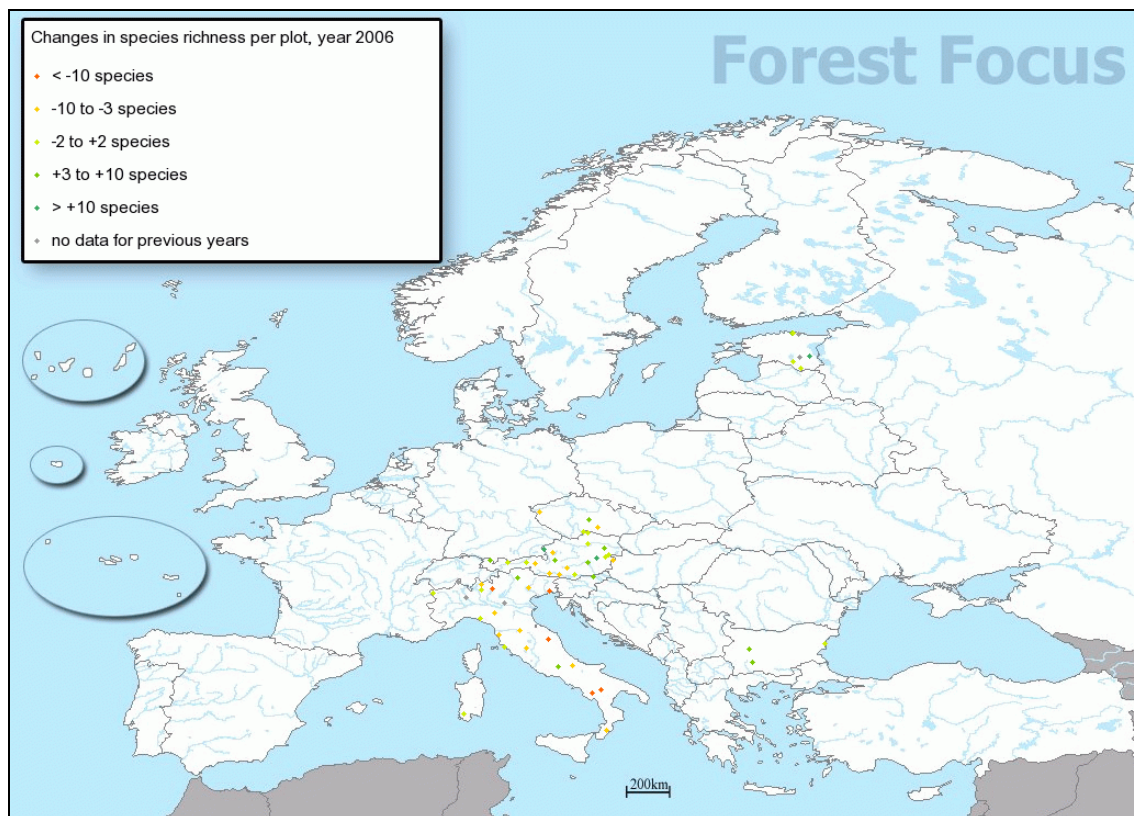 Changes in species richness per plot, year 2006
< -10 species
-10 to -3 species
-2 to +2 species
+3 to +10 species
> +10 species
no data for previous years
Forest Focus
200km